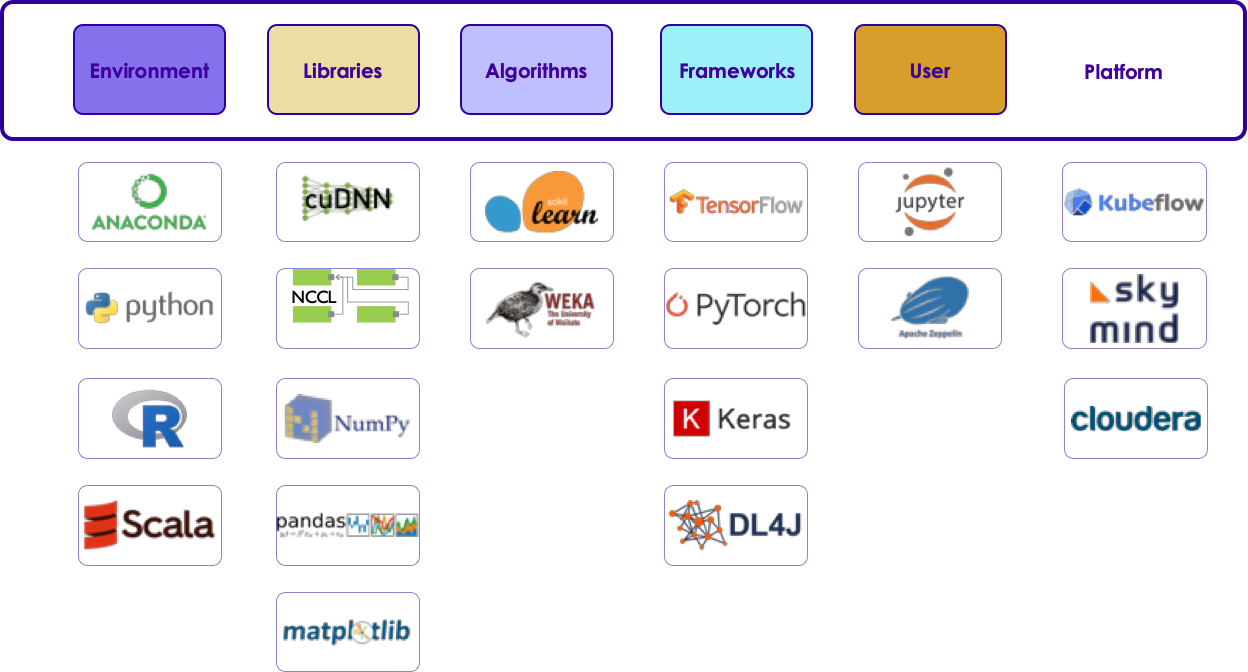 Environment
Libraries
Algorithms
Frameworks
User
Platform
ANACONDA
cuDNN
scikit
learn
TensorFlow
jupyter
Kubeflow
python
NCCL
WEKA
The University
of Waikato
PyTorch
Apache Zeppelin
sky
mind
R
NumPy
K Keras
cloudera
Scala
pandas
DL4J
matplotlib